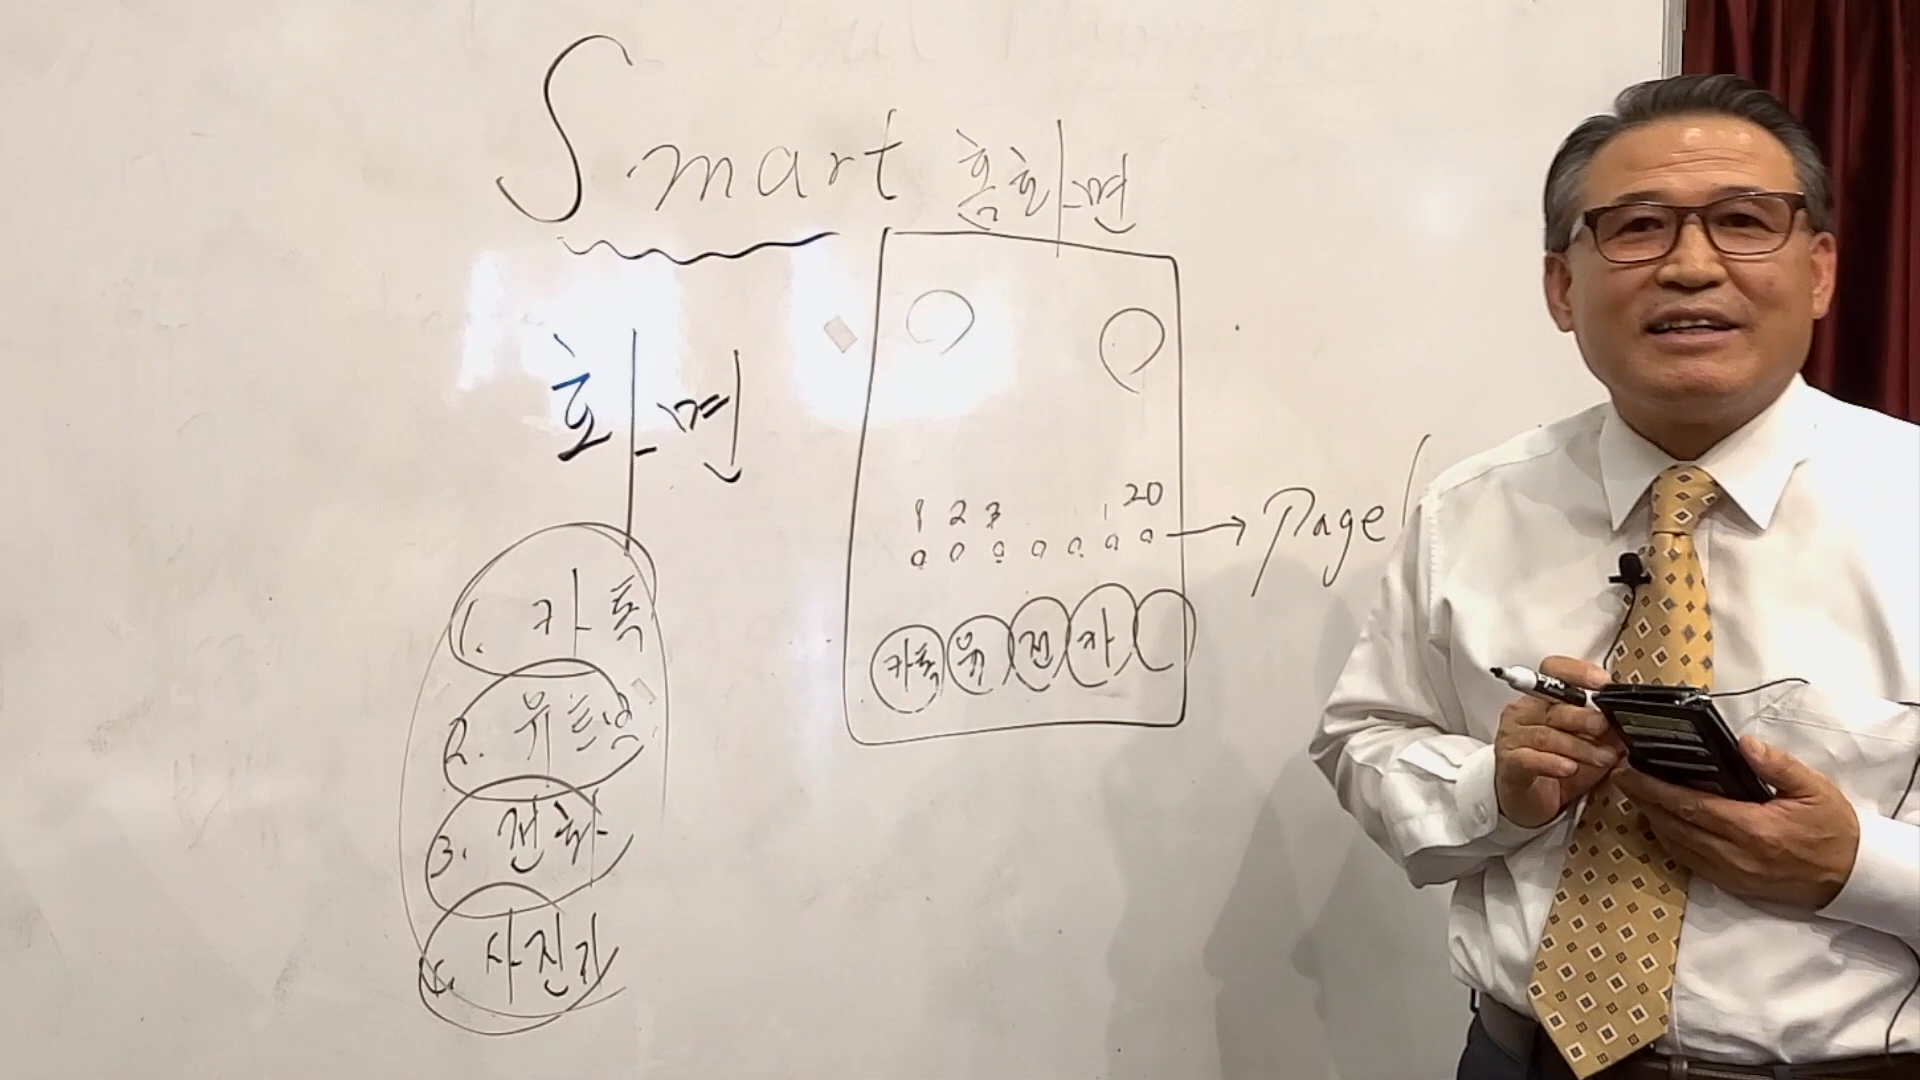 Smart 홈화면
화면
1 2 3 20
Page
1. 카톡
2. 유트브
3. 전화
4. 사진기
카톡 유 전 사